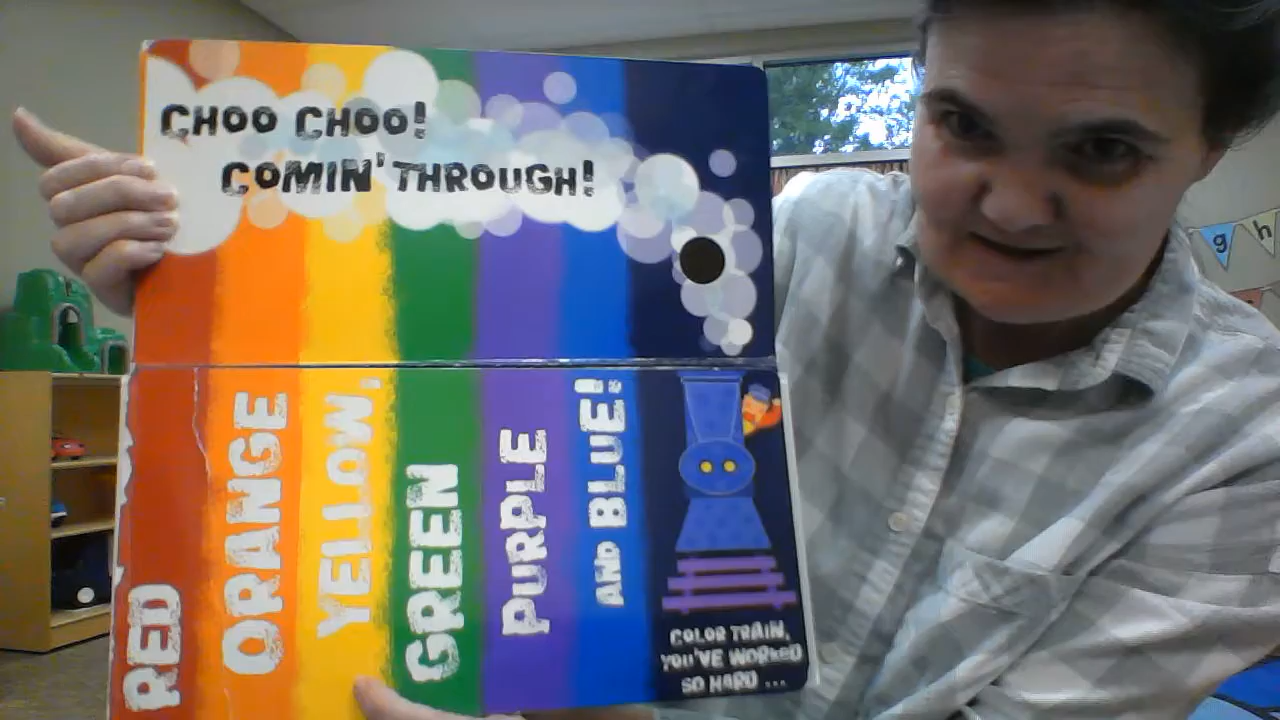 CHOO CHOO!
COMIN' THROUGH!
RED
ORANGE
YELLOW,
GREEN
PURPLE
AND BLUE!
COLOR TRAIN,
YOU'VE WORKED
SO HARD ...
g h